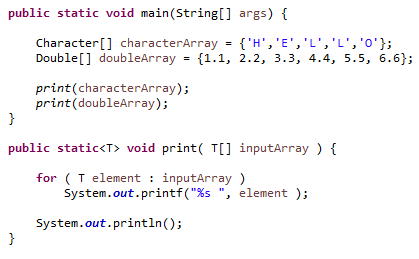 public static void main(String[] args) {
Character[] characterArray = {'H','E','L','L','O'};
Double[] doubleArray = {1.1, 2.2, 3.3, 4.4, 5.5, 6.6};
print(characterArray);
print(doubleArray);
}
public static<T> void print( T[] inputArray ) {
for ( T element : inputArray )
System.out.printf("%s ", element );
System.out.println();
}